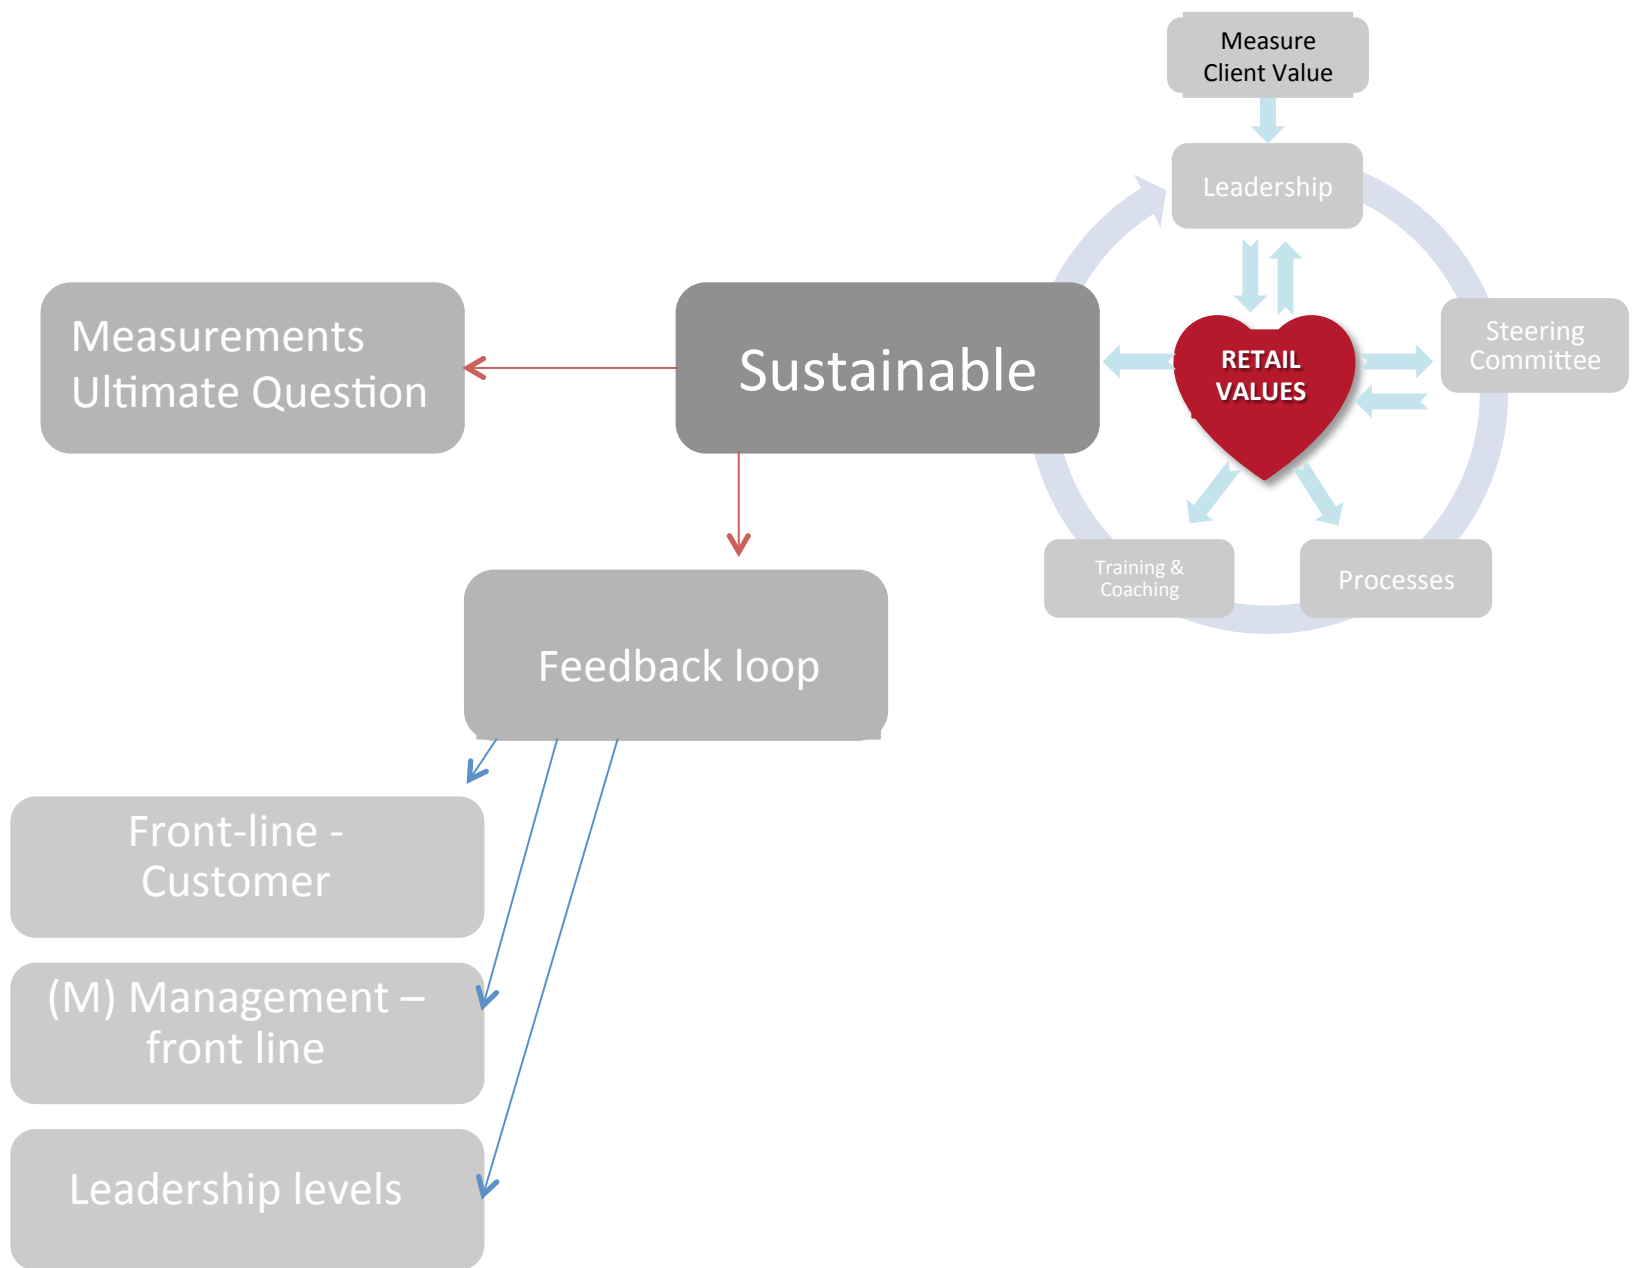 Measure
Client Value
Leadership
Measurements
Ultimate Question
Sustainable
RETAIL
VALUES
Steering
Committee
Training &
Coaching
Processes
Feedback loop
Front-line -
Customer
(M) Management –
front line
Leadership levels